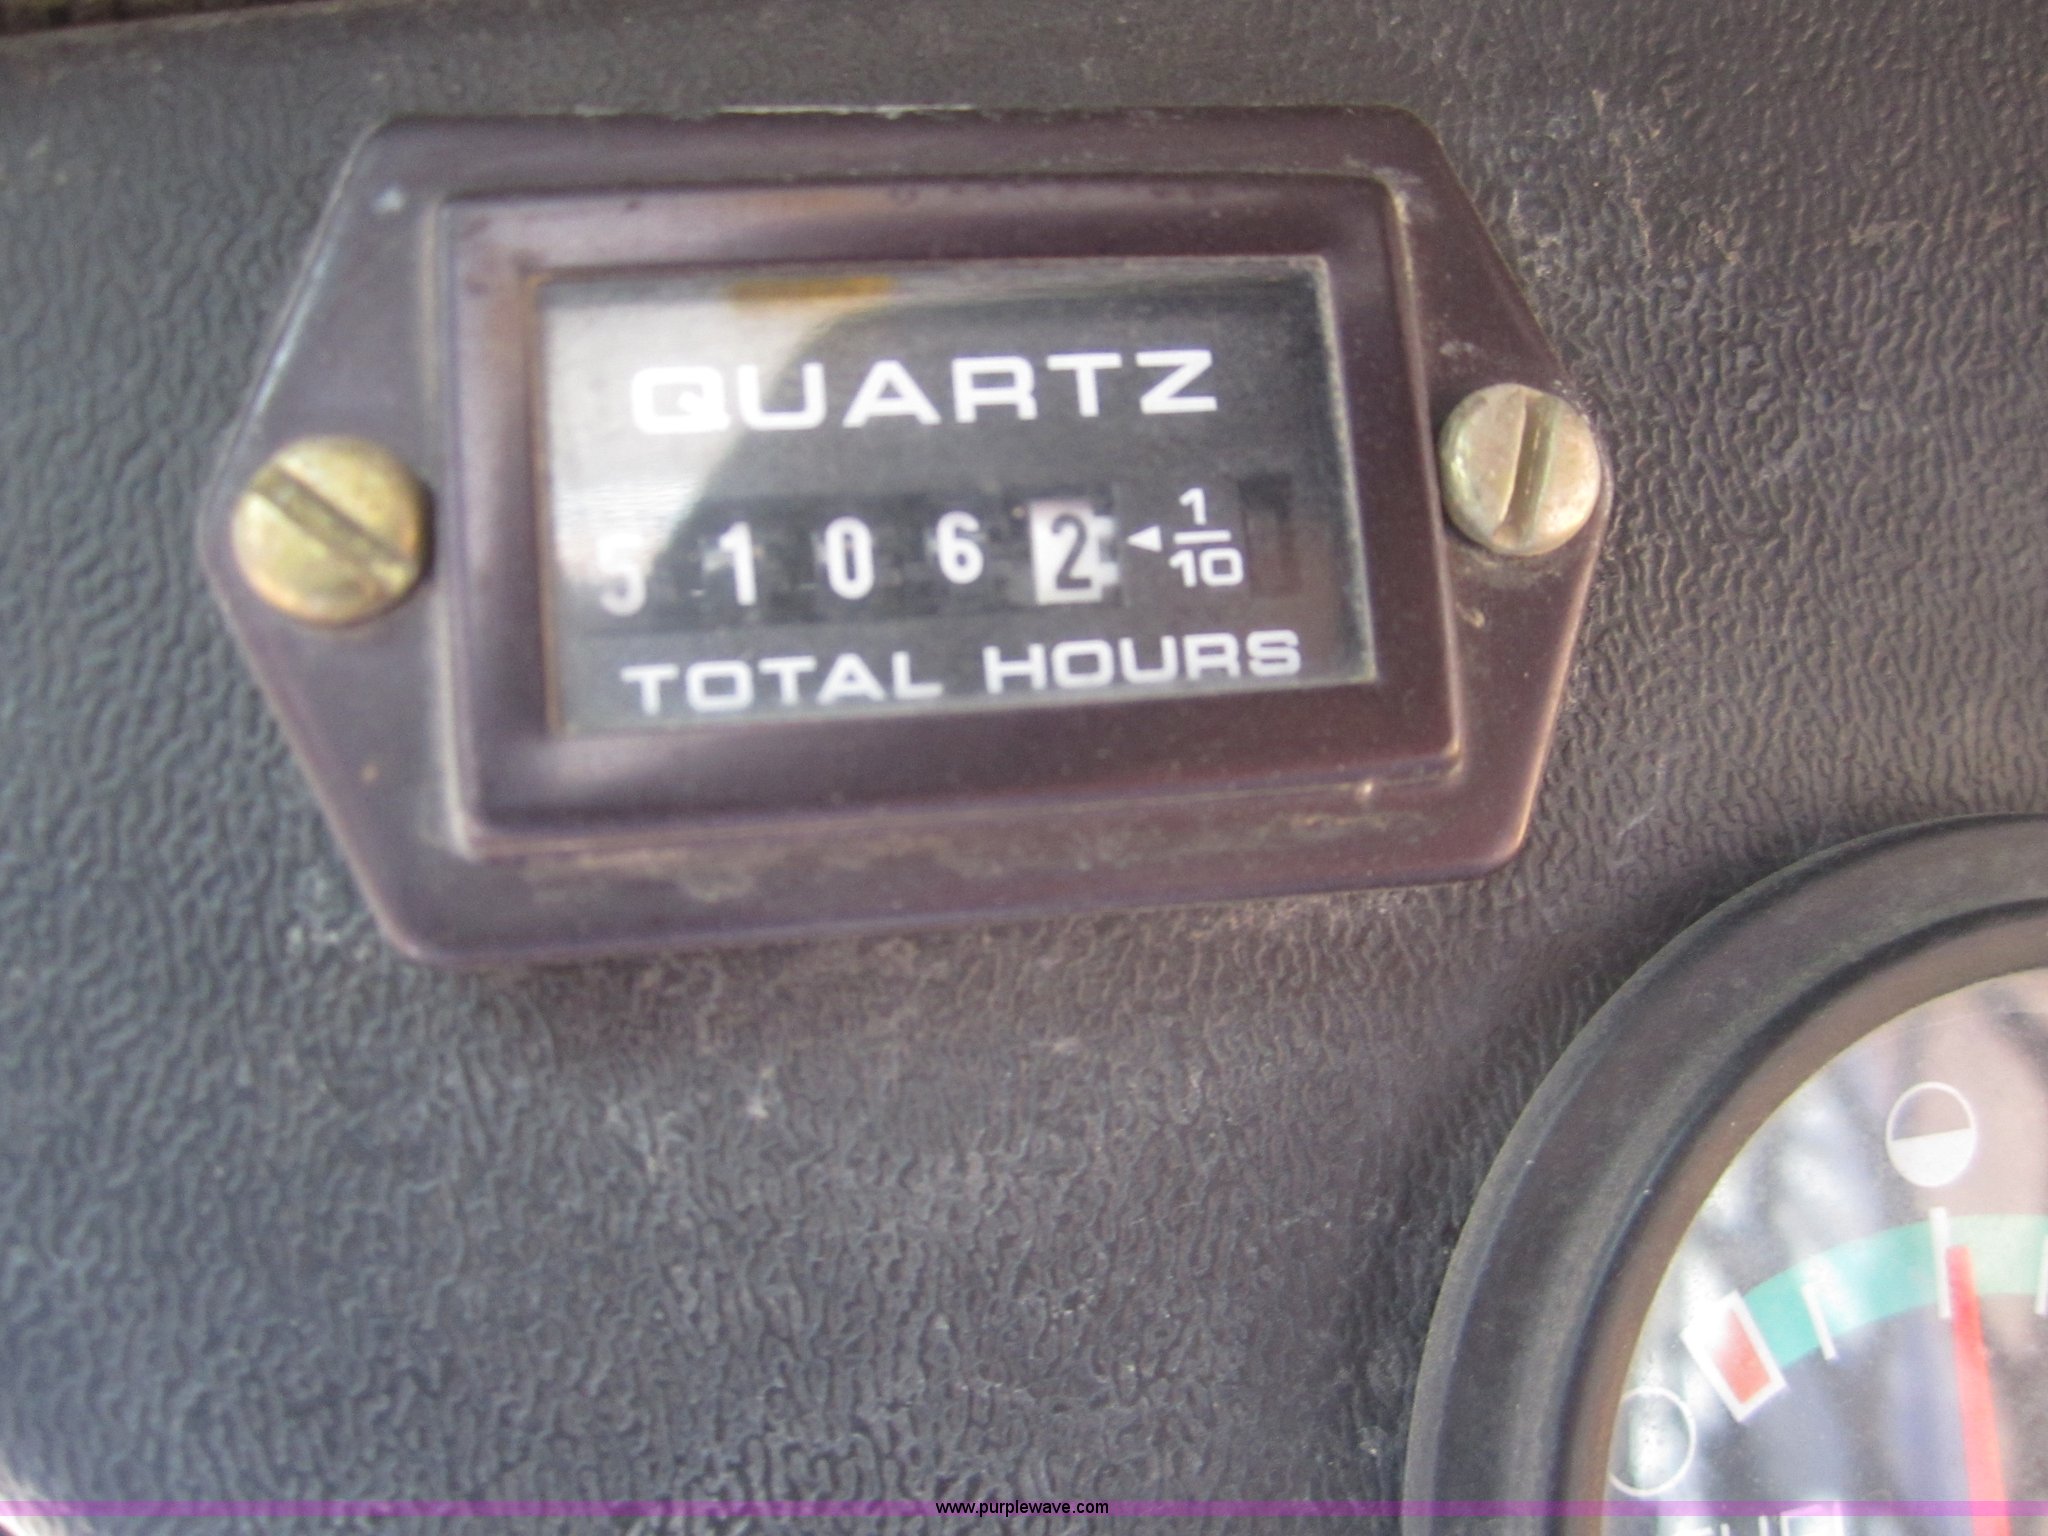 QUARTZ
5 1 0 6 2 ◄ 1/10
TOTAL HOURS
www.purplewave.com